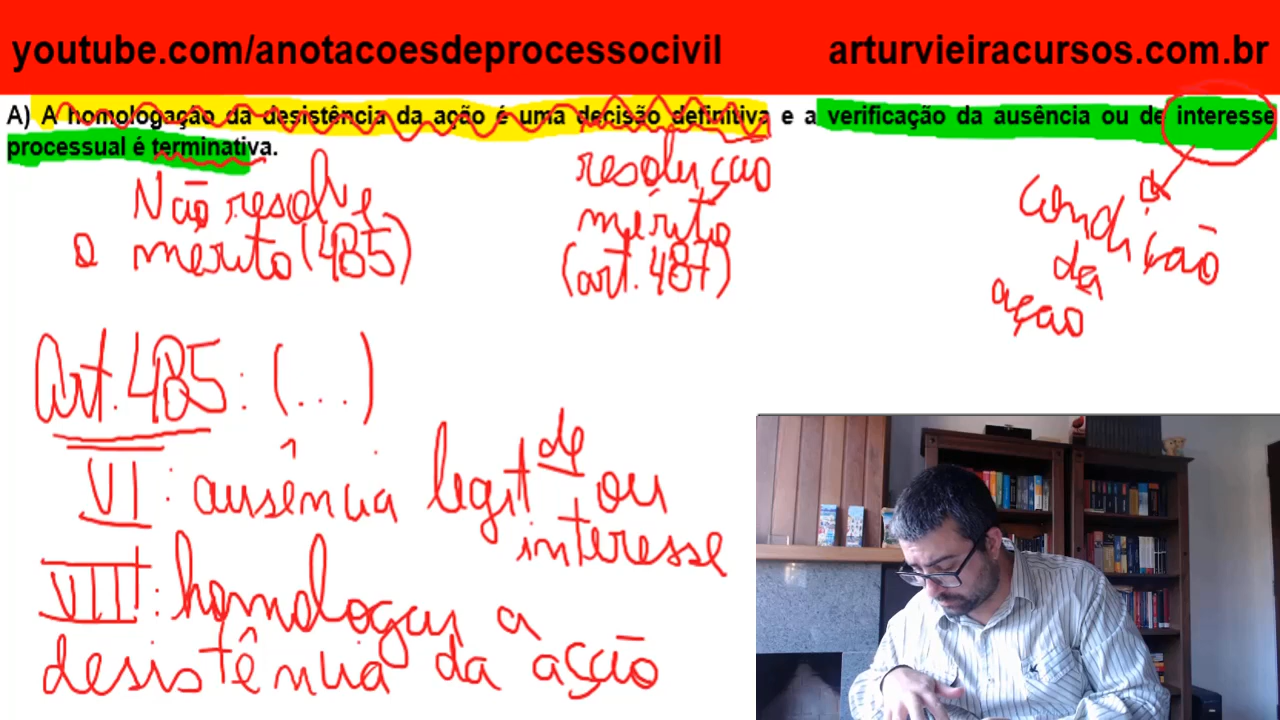 youtube.com/anotacoesdeprocessocivil arturvieiracursos.com.br
A) A homologação da desistência da ação é uma decisão definitiva e a verificação da ausência ou de interesse
processual é terminativa.
Não resolve
o mérito (485)
resolução
mérito
(art. 487)
condição
da
ação
Art. 485: (...)
VI: ausência legitde ou
interesse
VIII: homologar a
desistência da ação